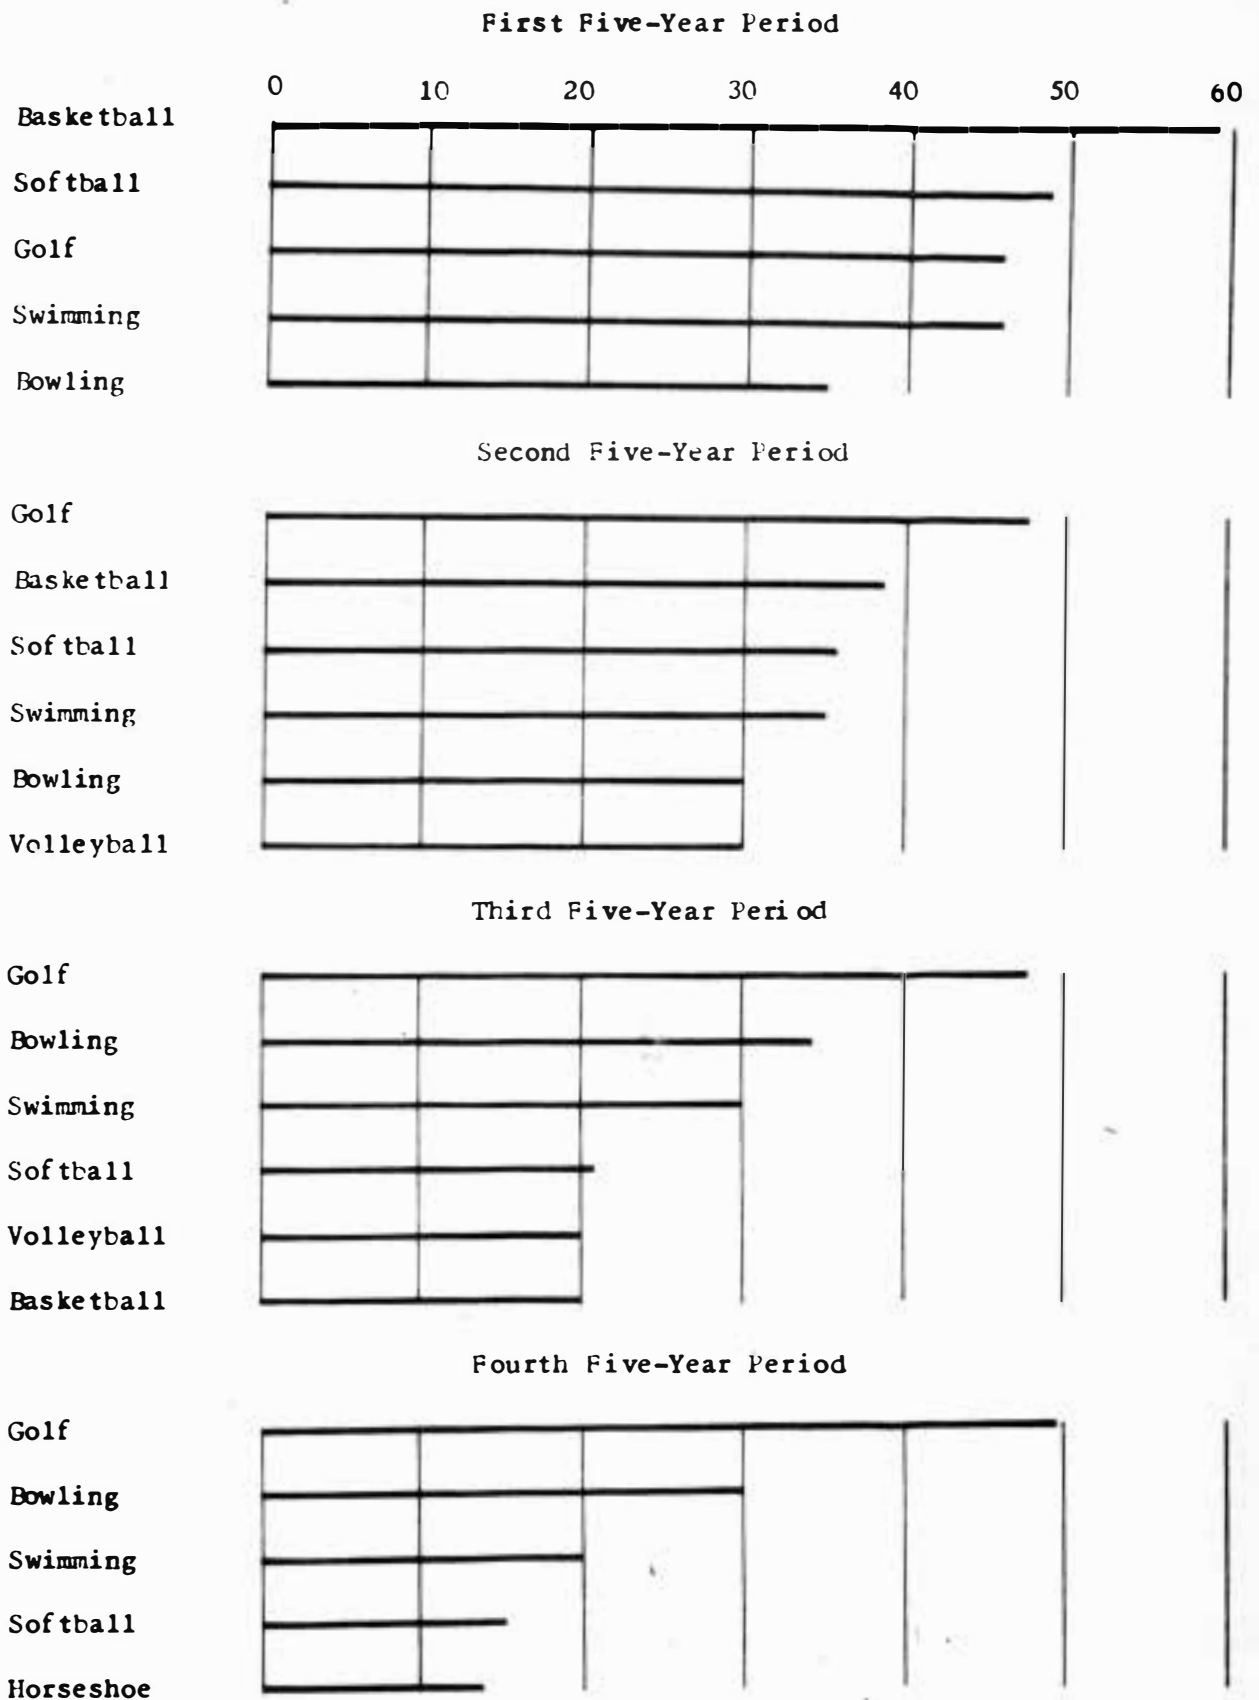 First Five-Year Period
0 10 20 30 40 50 60
Basketball
Softball
Golf
Swimming
Bowling
Second Five-Year Period
Golf
Basketball
Softball
Swimming
Bowling
Volleyball
Third Five-Year Period
Golf
Bowling
Swimming
Softball
Volleyball
Basketball
Fourth Five-Year Period
Golf
Bowling
Swimming
Softball
Horseshoe